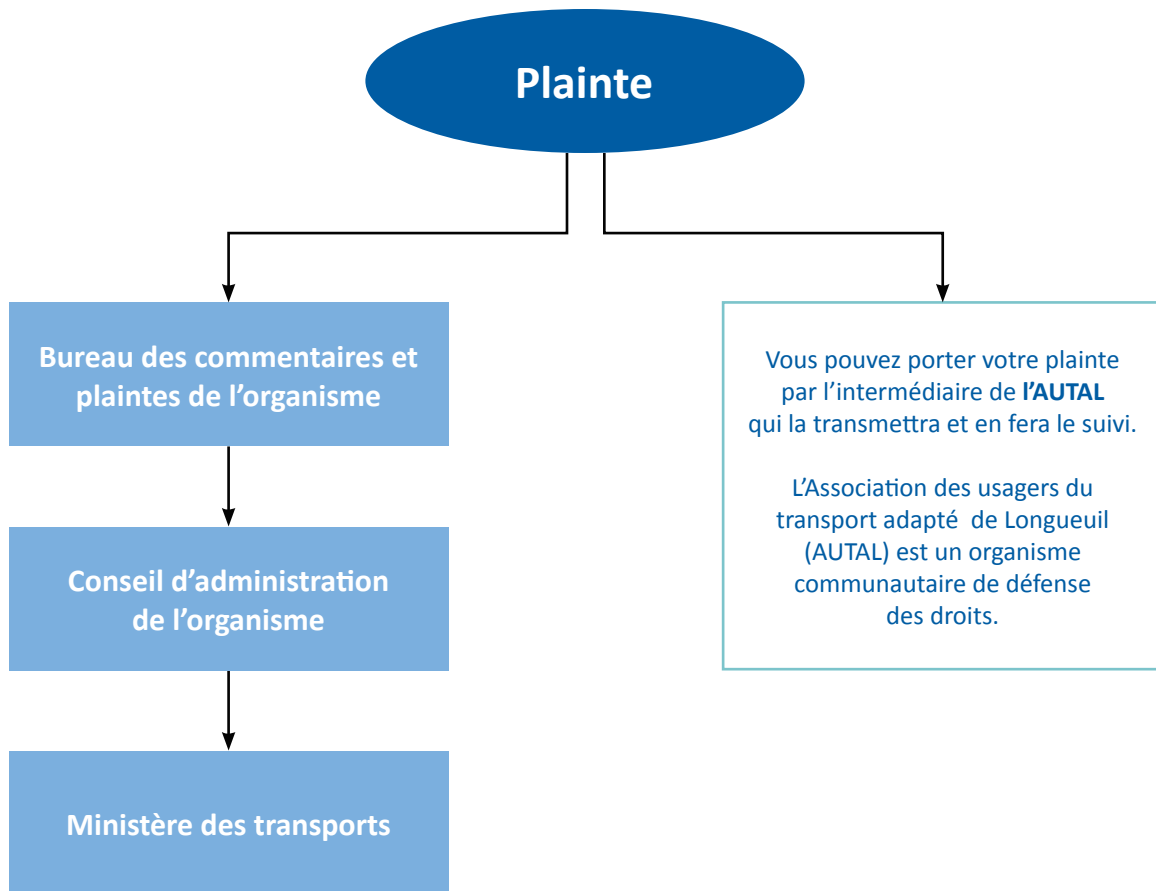 Plainte
Bureau des commentaires et
plaintes de l’organisme
Conseil d’administration
de l’organisme
Ministère des transports
Vous pouvez porter votre plainte
par l’intermédiaire de l’AUTAL
qui la transmettra et en fera le suivi.
L’Association des usagers du
transport adapté de Longueuil
(AUTAL) est un organisme
communautaire de défense
des droits.